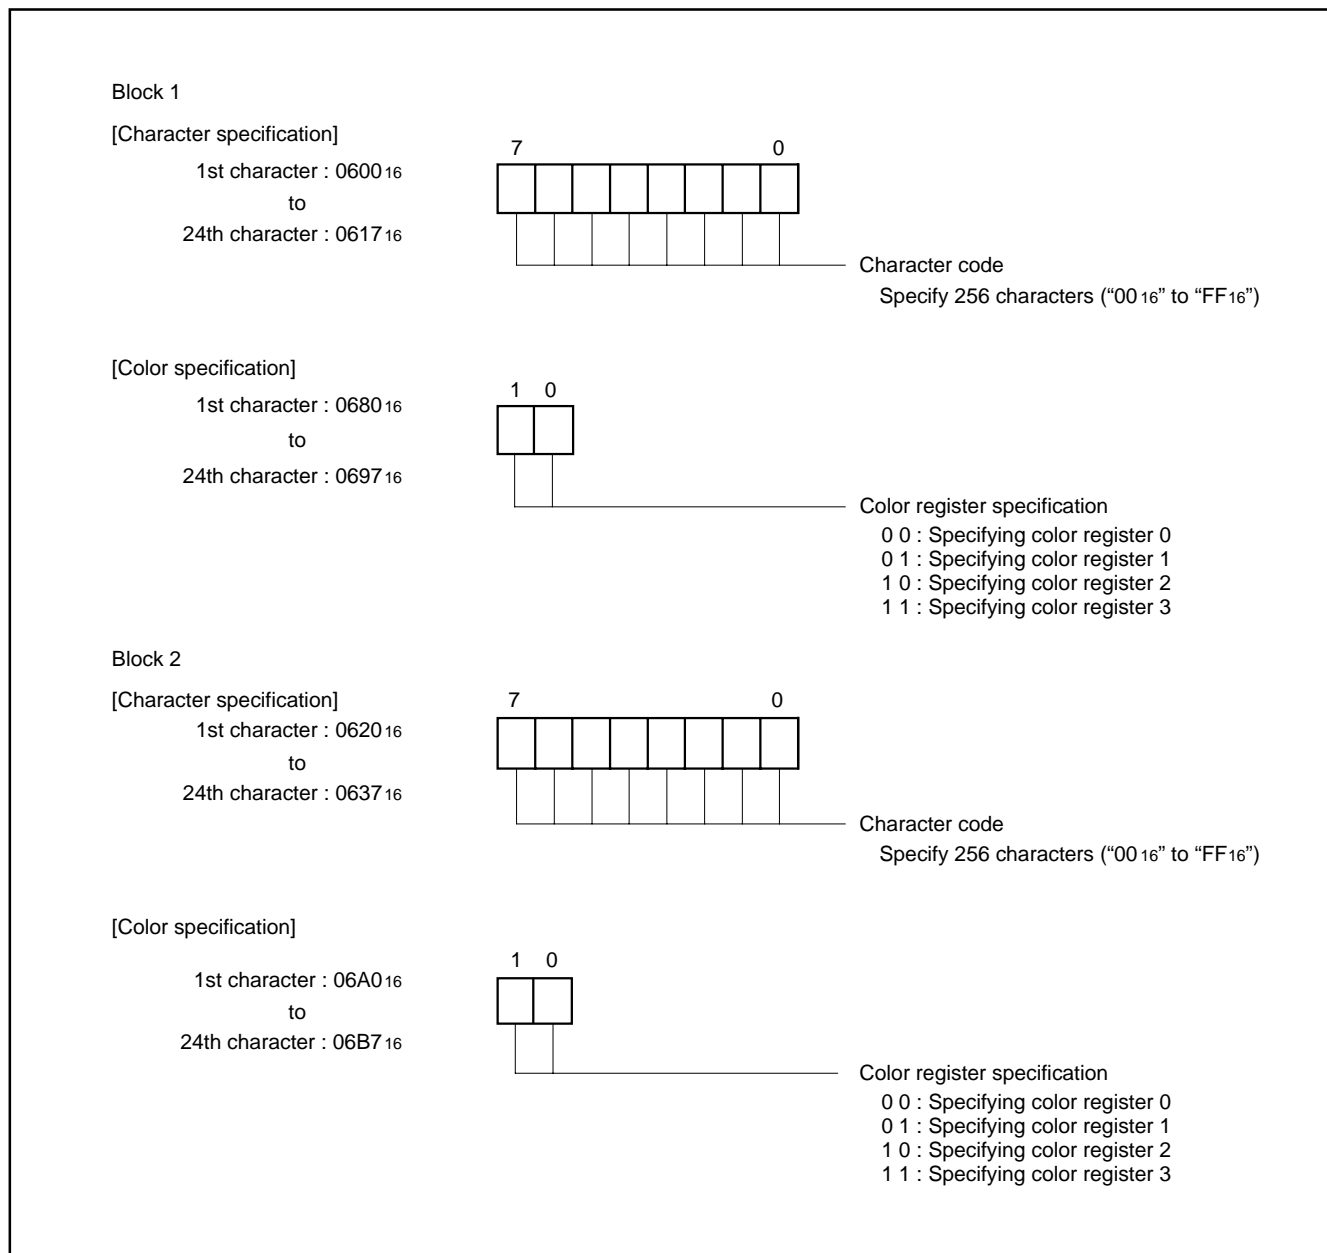 Block 1
[Character specification]
7 0
1st character : 0600 16
to
24th character : 0617 16
Character code
Specify 256 characters (“00 16” to “FF16”)
[Color specification]
1 0
1st character : 0680 16
to
24th character : 0697 16
Color register specification
0 0 : Specifying color register 0
0 1 : Specifying color register 1
1 0 : Specifying color register 2
1 1 : Specifying color register 3
Block 2
[Character specification]
7 0
1st character : 0620 16
to
24th character : 0637 16
Character code
Specify 256 characters (“00 16” to “FF16”)
[Color specification]
1 0
1st character : 06A0 16
to
24th character : 06B7 16
Color register specification
0 0 : Specifying color register 0
0 1 : Specifying color register 1
1 0 : Specifying color register 2
1 1 : Specifying color register 3